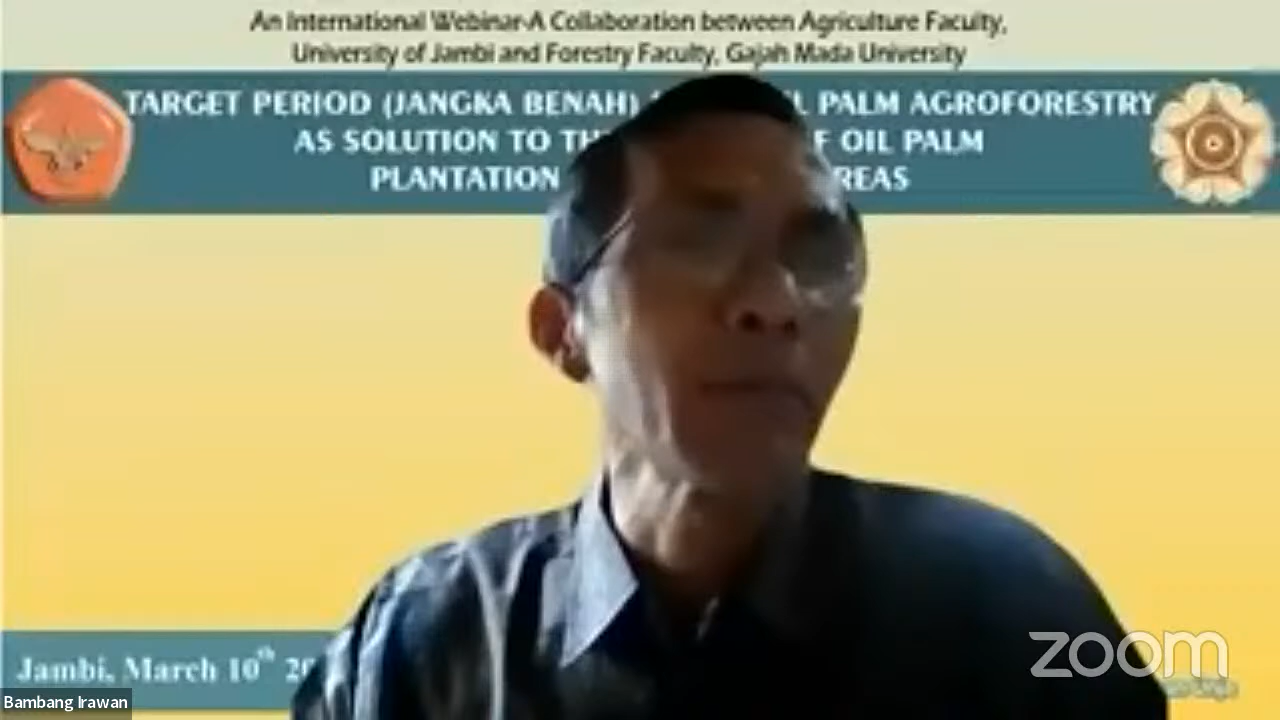 An International Webinar-A Collaboration between Agriculture Faculty,
University of Jambi and Forestry Faculty, Gajah Mada University
TARGET PERIOD (JANGKA BENAH) L PALM AGROFORESTRY
AS SOLUTION TO TH F OIL PALM
PLANTATION REAS
Jambi, March 10th 20
zoom
Bambang Irawan